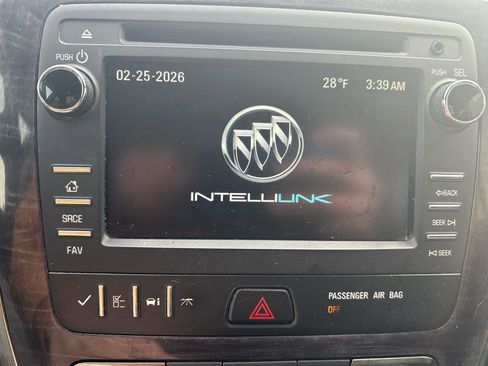 PUSH
02-25-2026 28°F 3:39 AM
PUSH SEL
INTELLILINK
BACK
SRCE
SEEK
FAV
SEEK
PASSENGER AIR BAG
OFF